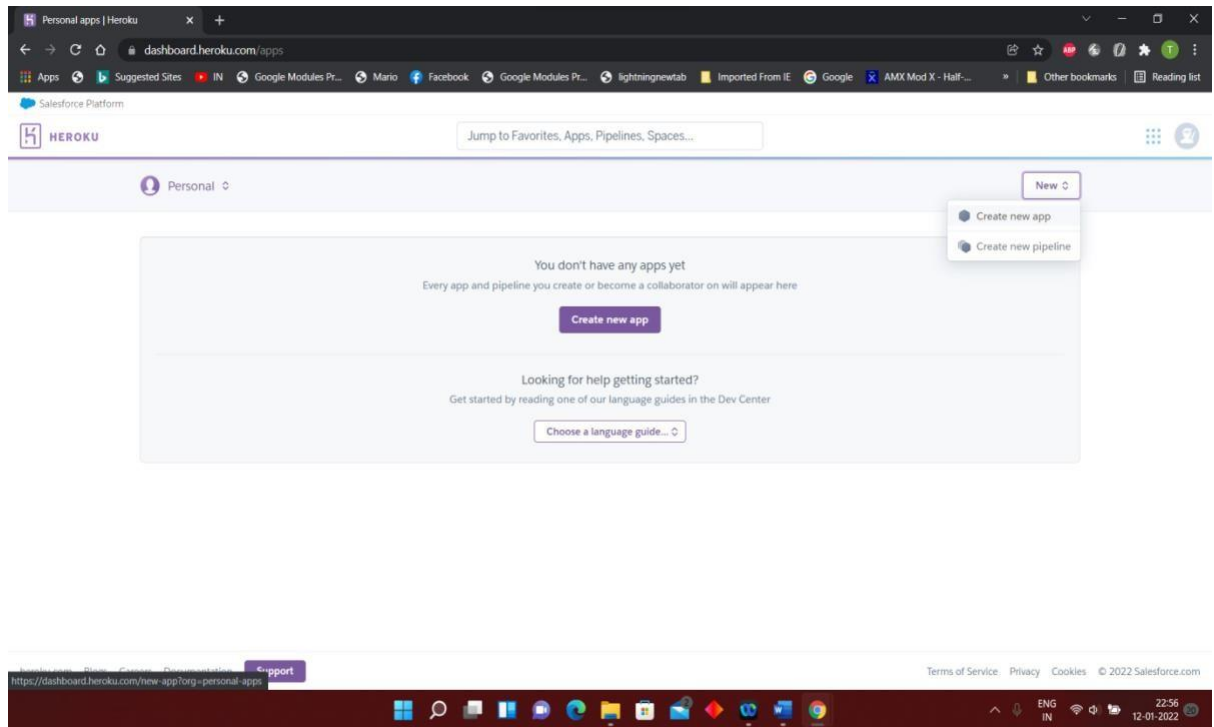 Personal apps | Heroku
dashboard.heroku.com/apps
Apps Suggested Sites IN Google Modules Pr... Mario Facebook Google Modules Pr... lightningnewtab Imported From IE Google AMX Mod X - Half-... » Other bookmarks Reading list
Salesforce Platform
HEROKU
Jump to Favorites, Apps, Pipelines, Spaces...
Personal
New
Create new app
Create new pipeline
You don't have any apps yet
Every app and pipeline you create or become a collaborator on will appear here
Create new app
Looking for help getting started?
Get started by reading one of our language guides in the Dev Center
Choose a language guide...
heroku.com Blogs Careers Documentation Support
Terms of Service Privacy Cookies © 2022 Salesforce.com
https://dashboard.heroku.com/new-app?org=personal-apps
ENG
IN
22:56
12-01-2022